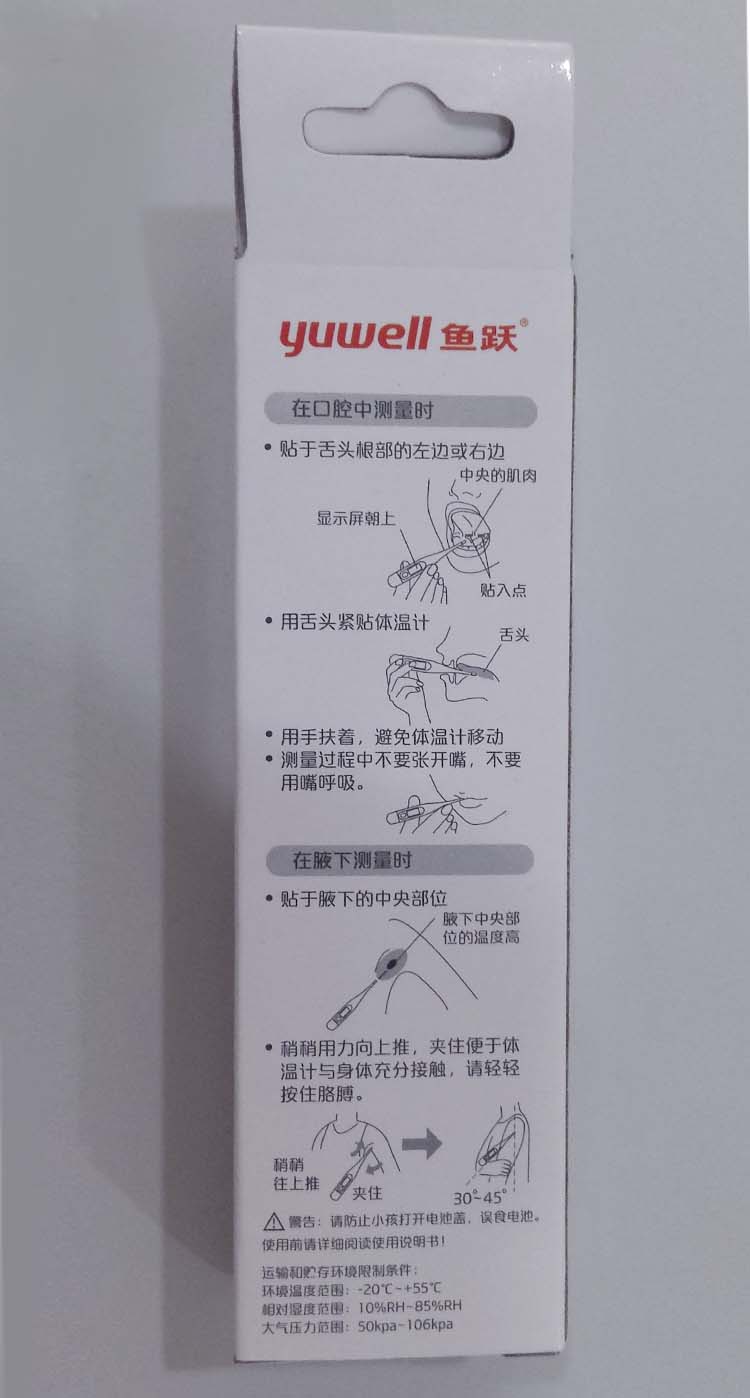 yuwell 鱼跃®
在口腔中测量时
• 贴于舌头根部的左边或右边
中央的肌肉
显示屏朝上
贴入点
• 用舌头紧贴体温计
舌头
• 用手扶着，避免体温计移动
• 测量过程中不要张开嘴，不要
用嘴呼吸。
在腋下测量时
• 贴于腋下的中央部位
腋下中央部
位的温度高
• 稍稍用力向上推，夹住便于体
温计与身体充分接触，请轻轻
按住胳膊。
稍稍
往上推
夹住
30°~45°
警告：请防止小孩打开电池盖，误食电池。
使用前请详细阅读使用说明书！
运输和贮存环境限制条件：
环境温度范围：-20℃~+55℃
相对湿度范围：10%RH~85%RH
大气压力范围：50kpa~106kpa